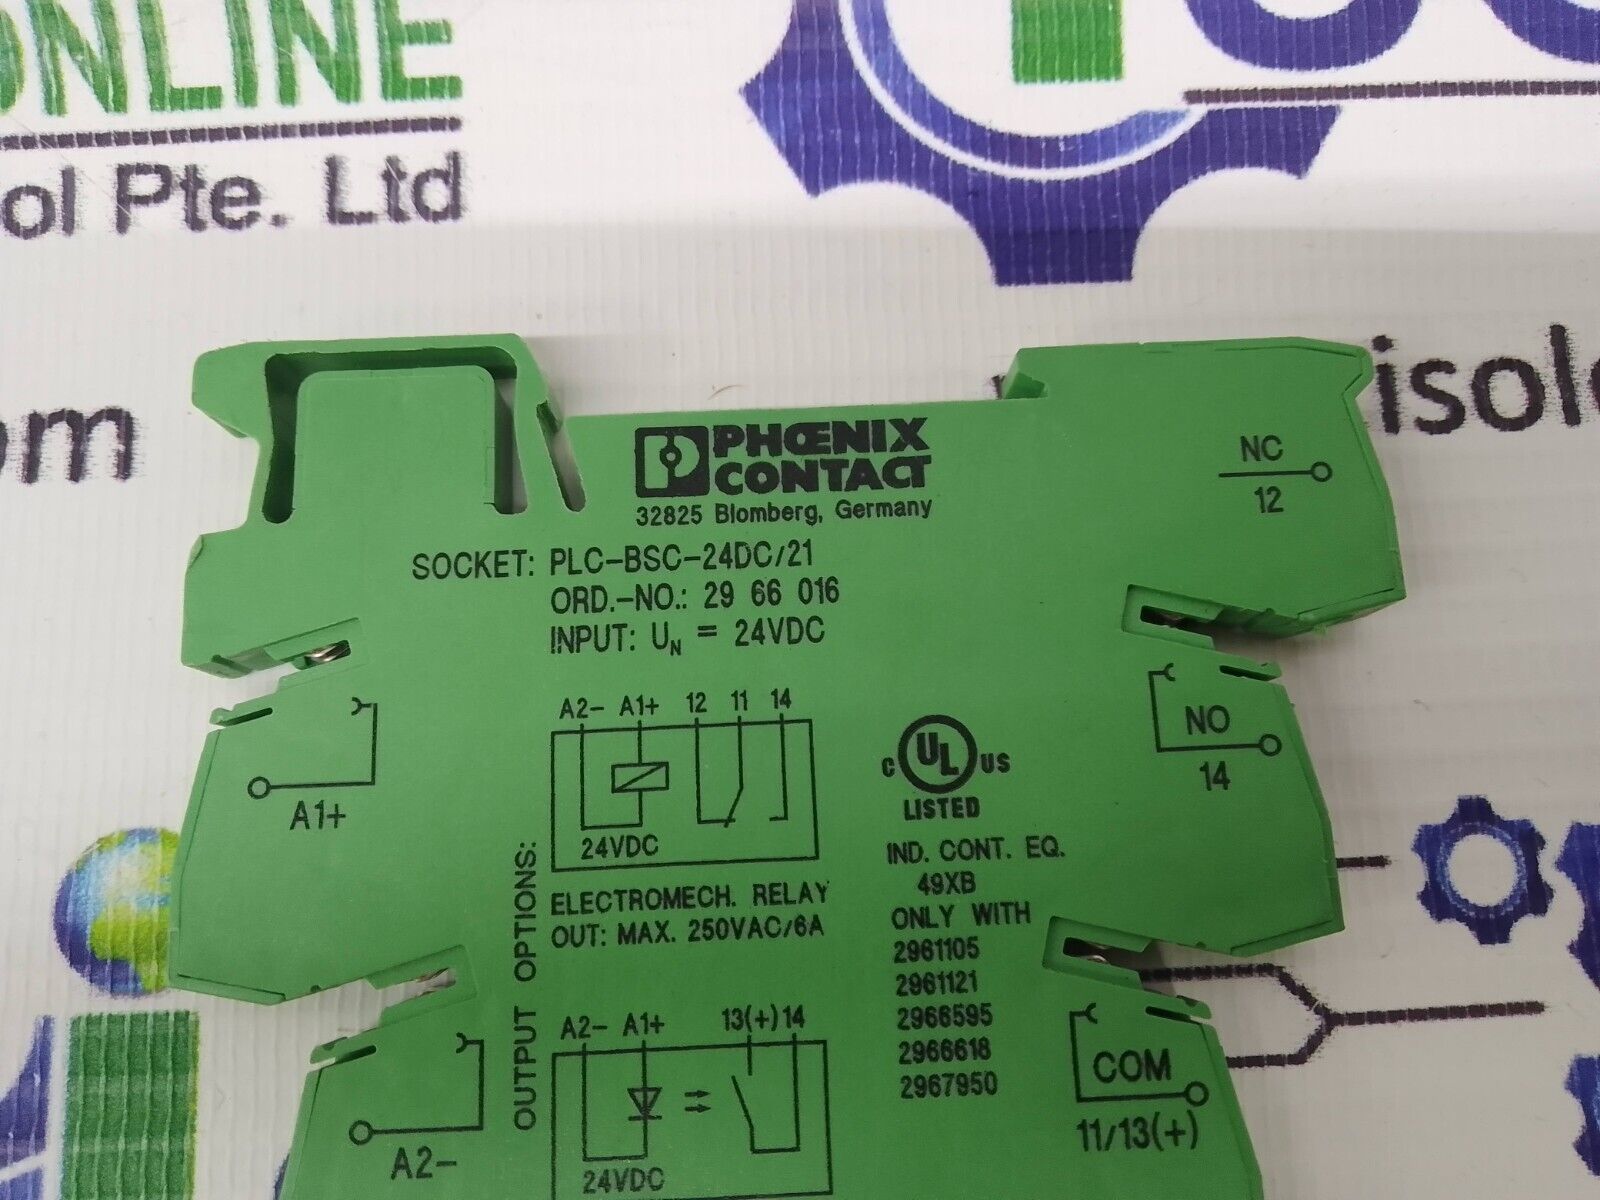 ONLINE
ol Pte. Ltd
om
isol
PHŒNIX
CONTACT
32825 Blomberg, Germany
SOCKET: PLC-BSC-24DC/21
ORD.-NO.: 29 66 016
INPUT: UN = 24VDC
NC
12
A2- A1+ 12 11 14
24VDC
ELECTROMECH. RELAY
OUT: MAX. 250VAC/6A
OUTPUT OPTIONS:
A2- A1+ 13(+) 14
24VDC
A1+
A2-
C UL US
LISTED
IND. CONT. EQ.
49XB
ONLY WITH
2961105
2961121
2966595
2966618
2967950
NO
14
COM
11/13(+)